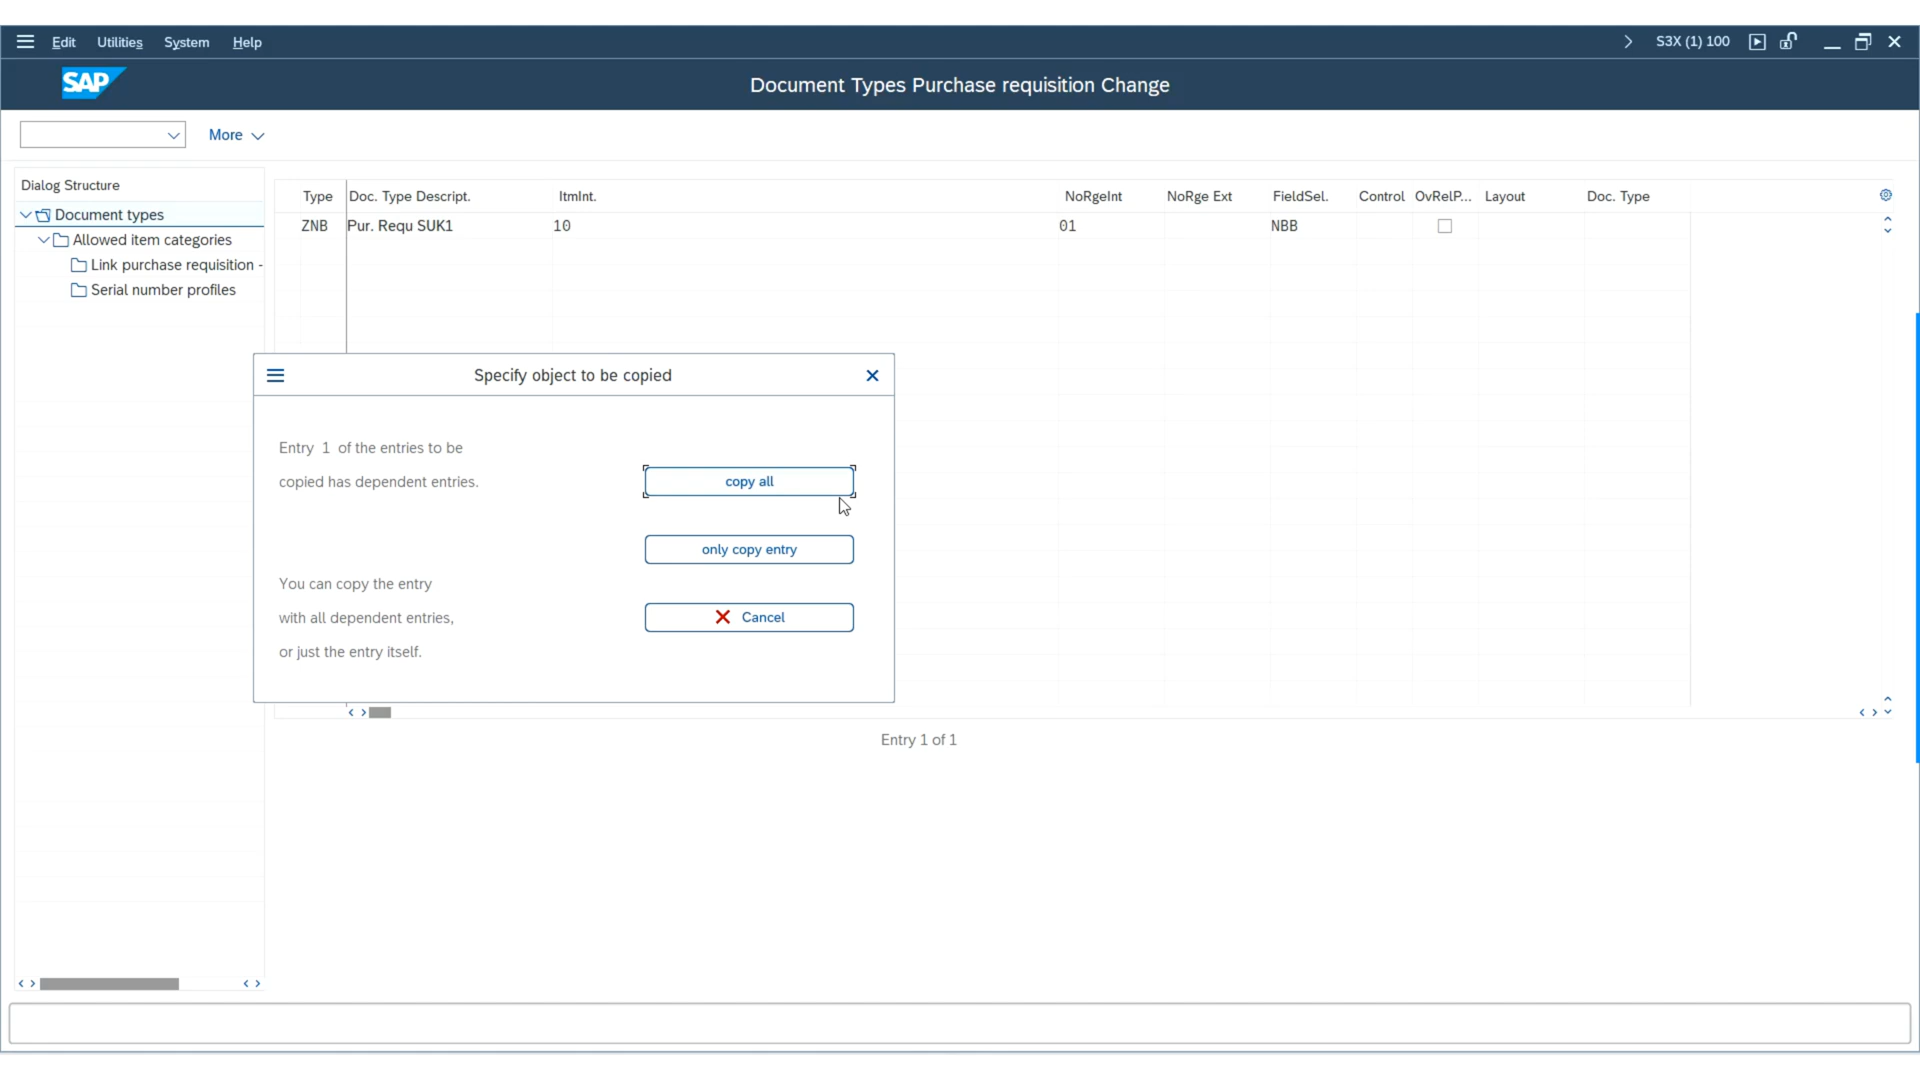 Edit Utilities System Help S3X (1) 100
SAP Document Types Purchase requisition Change
More
Dialog Structure
Document types
Allowed item categories
Link purchase requisition -
Serial number profiles
Type Doc. Type Descript. ItmInt. NoRgeInt NoRge Ext FieldSel. Control OvRelP... Layout Doc. Type
ZNB Pur. Requ SUK1 10 01 NBB
Specify object to be copied
Entry 1 of the entries to be
copied has dependent entries.
copy all
only copy entry
You can copy the entry
with all dependent entries,
Cancel
or just the entry itself.
Entry 1 of 1